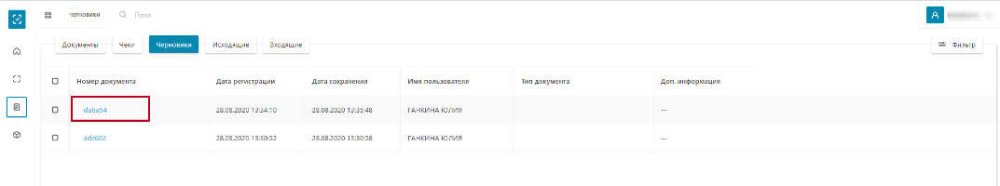 ЧЕРНОВИКИ Поиск
Документы Чеки Черновики Исходящие Входящие Фильтр
Номер документа Дата регистрации Дата сохранения Имя пользователя Тип документа Доп. информация
daba54 28.08.2020 13:34:10 28.08.2020 13:35:48 ГАНКИНА ЮЛИЯ —
adc602 28.08.2020 13:30:52 28.08.2020 13:30:58 ГАНКИНА ЮЛИЯ —